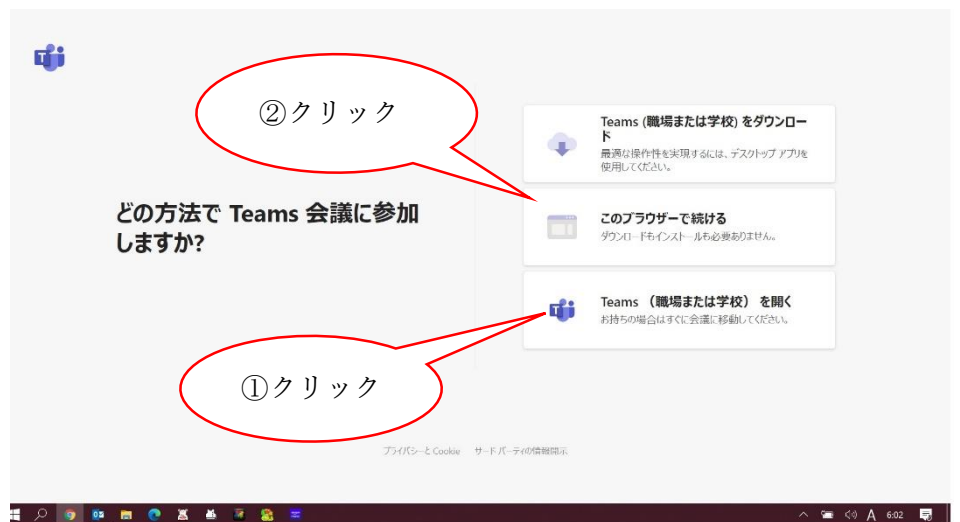 ②クリック
Teams (職場または学校) をダウンロー
ド
最適な操作性を実現するには、デスクトップ アプリを
使用してください。
どの方法で Teams 会議に参加
しますか?
このブラウザーで続ける
ダウンロードもインストールも必要ありません。
Teams （職場または学校） を開く
お持ちの場合はすぐに会議に移動してください。
①クリック
プライバシーと Cookie サード パーティの情報開示
A 6:02